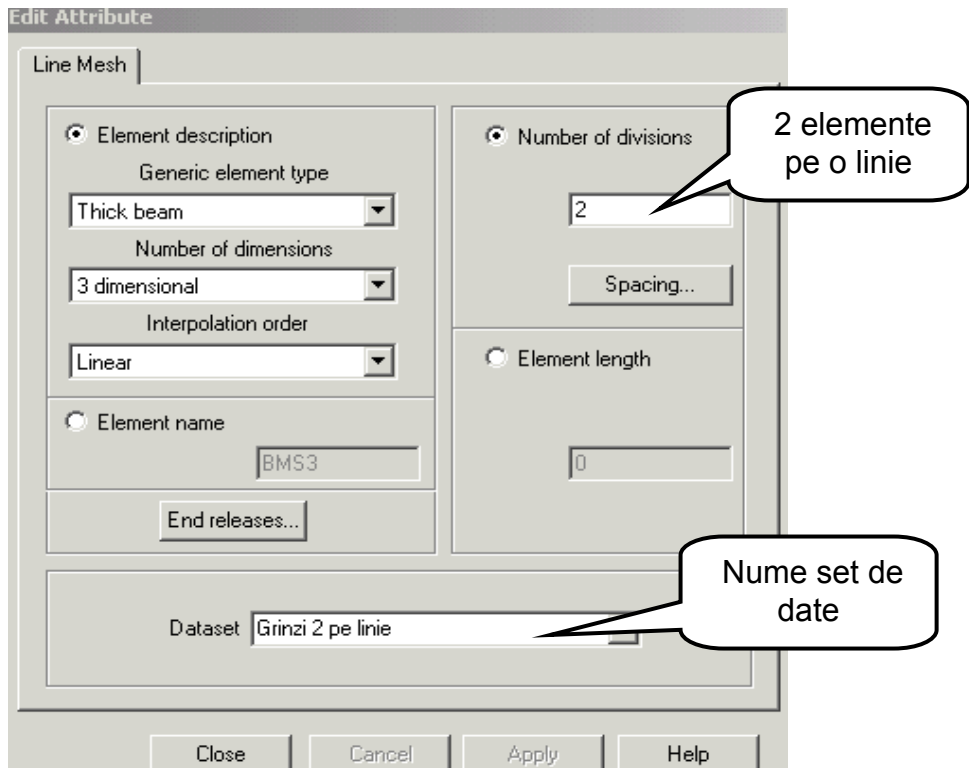 Edit Attribute
Line Mesh
Element description
Generic element type
Thick beam
Number of dimensions
3 dimensional
Interpolation order
Linear
Element name
BMS3
End releases...
Number of divisions
2
Spacing...
Element length
0
2 elemente
pe o linie
Dataset Grinzi 2 pe linie
Nume set de
date
Close Cancel Apply Help